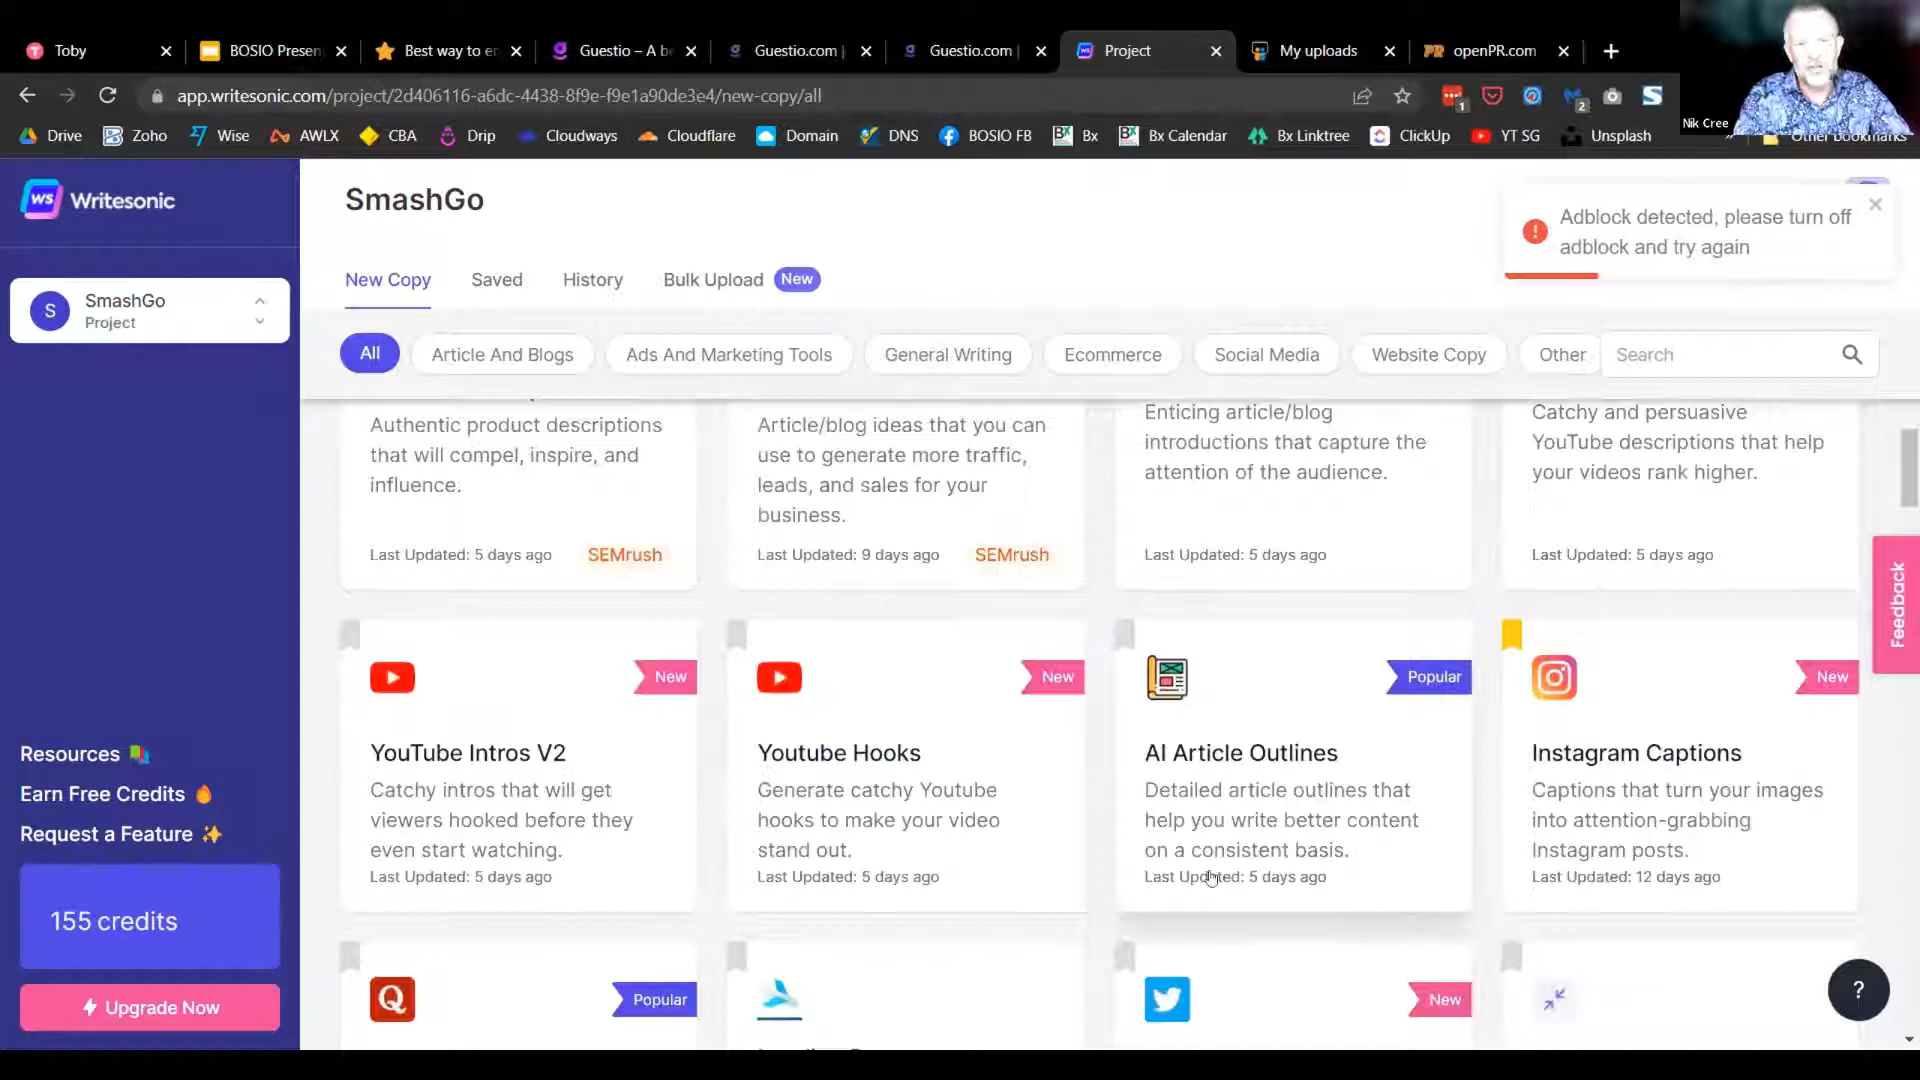 Toby
BOSIO Presen
Best way to e
Guestio – A b
Guestio.com |
Guestio.com |
Project
My uploads
openPR.com
app.writesonic.com/project/2d406116-a6dc-4438-8f9e-f9e1a90de3e4/new-copy/all
1
2
S
Nik Cree
Drive
Zoho
Wise
AWLX
CBA
Drip
Cloudways
Cloudflare
Domain
DNS
BOSIO FB
Bx
Bx Calendar
Bx Linktree
ClickUp
YT SG
Unsplash
Other Bookmarks
WS
Writesonic
S
SmashGo
Project
Resources
Earn Free Credits
Request a Feature
155 credits
Upgrade Now
SmashGo
Adblock detected, please turn off
adblock and try again
New Copy
Saved
History
Bulk Upload
New
All
Article And Blogs
Ads And Marketing Tools
General Writing
Ecommerce
Social Media
Website Copy
Other
Search
Authentic product descriptions
that will compel, inspire, and
influence.
Last Updated: 5 days ago
SEMrush
Article/blog ideas that you can
use to generate more traffic,
leads, and sales for your
business.
Last Updated: 9 days ago
SEMrush
Enticing article/blog
introductions that capture the
attention of the audience.
Last Updated: 5 days ago
Catchy and persuasive
YouTube descriptions that help
your videos rank higher.
Last Updated: 5 days ago
Feedback
New
YouTube Intros V2
Catchy intros that will get
viewers hooked before they
even start watching.
Last Updated: 5 days ago
New
Youtube Hooks
Generate catchy Youtube
hooks to make your video
stand out.
Last Updated: 5 days ago
Popular
AI Article Outlines
Detailed article outlines that
help you write better content
on a consistent basis.
Last Updated: 5 days ago
New
Instagram Captions
Captions that turn your images
into attention-grabbing
Instagram posts.
Last Updated: 12 days ago
Q
Popular
New
?